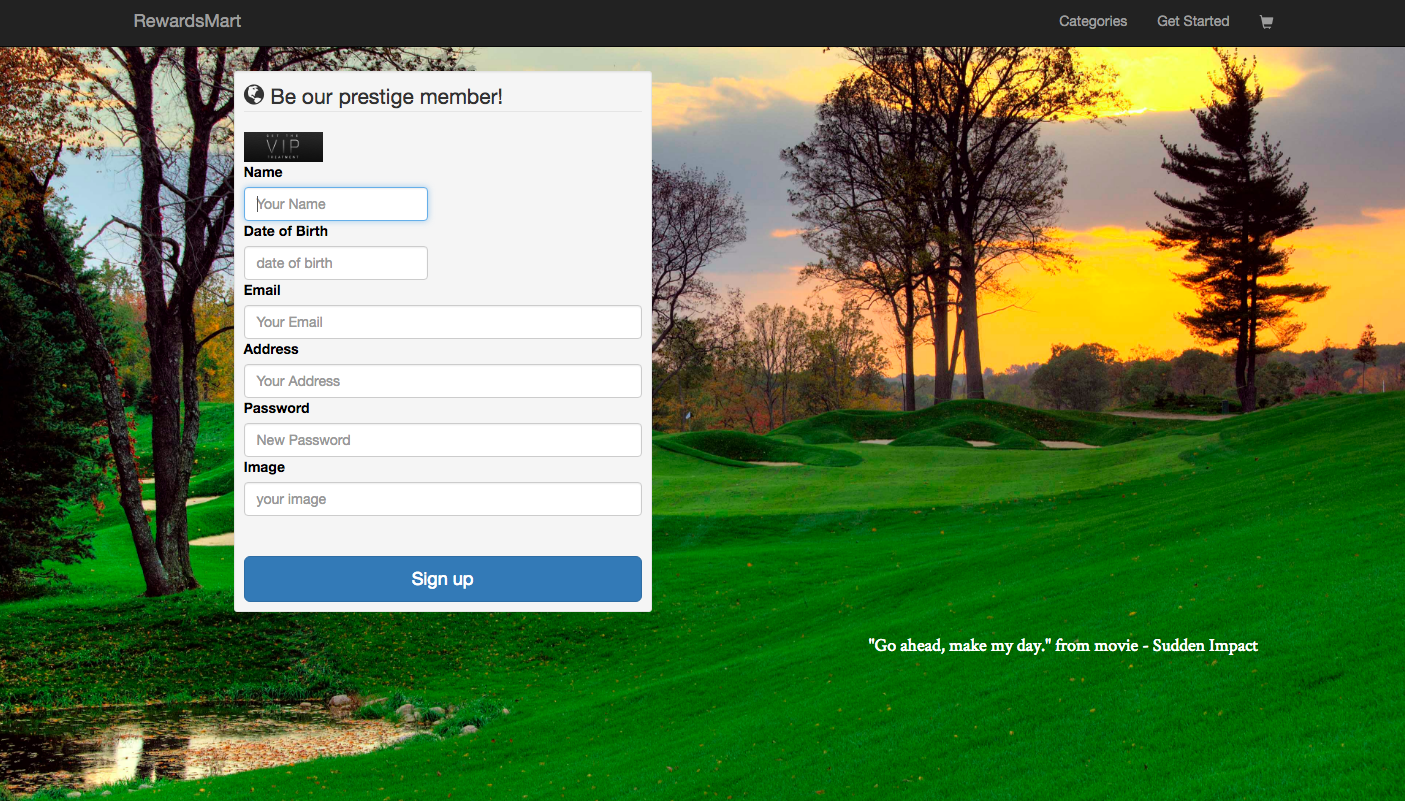 RewardsMart
Categories
Get Started
Be our prestige member!
GET THE
VIP
TREATMENT
Name
Your Name
Date of Birth
date of birth
Email
Your Email
Address
Your Address
Password
New Password
Image
your image
Sign up
"Go ahead, make my day." from movie - Sudden Impact